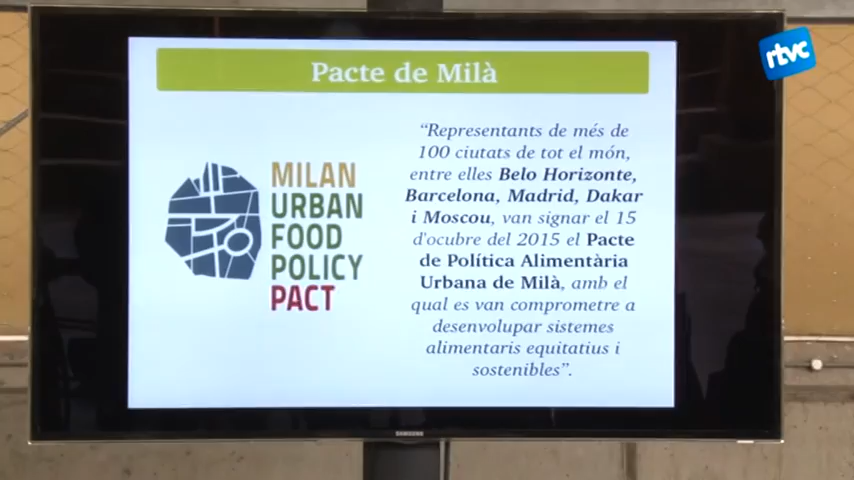 rtvc
Pacte de Milà
MILAN
URBAN
FOOD
POLICY
PACT
“Representants de més de
100 ciutats de tot el món,
entre elles Belo Horizonte,
Barcelona, Madrid, Dakar
i Moscou, van signar el 15
d'ocubre del 2015 el Pacte
de Política Alimentària
Urbana de Milà, amb el
qual es van comprometre a
desenvolupar sistemes
alimentaris equitatius i
sostenibles”.
SAMSUNG